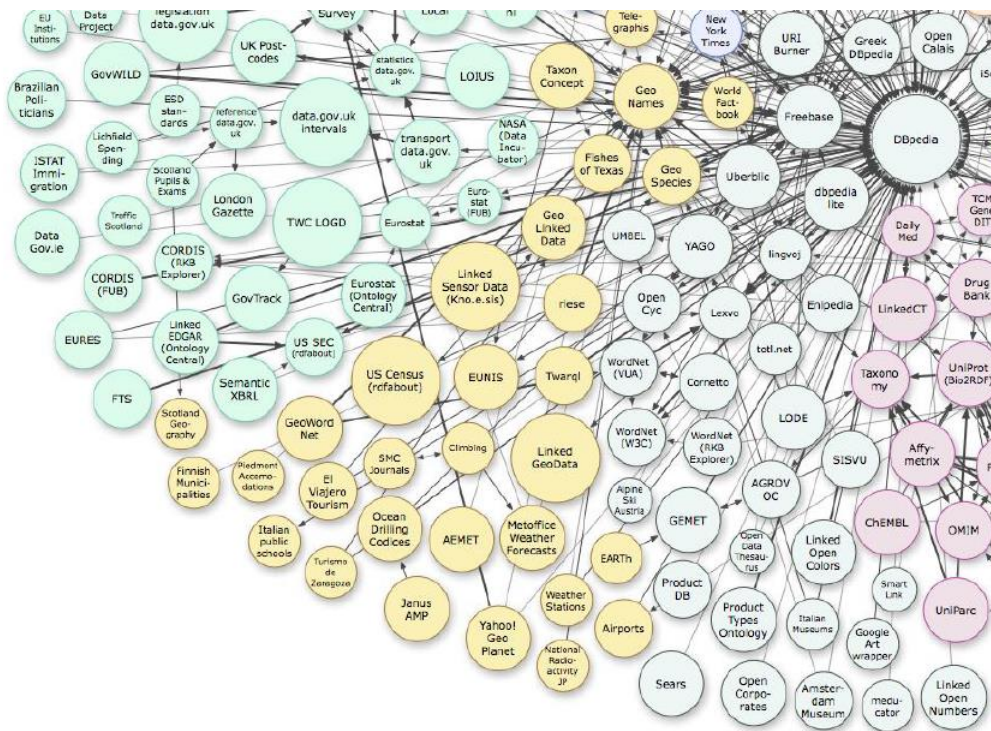 EU
Insti-
tutions
Data
Project
legislation
data.gov.uk
Survey
Local
RI
Tele-
graphis
New
York
Times
URI
Burner
Greek
DBpedia
Open
Calais
GovWILD
UK Post-
codes
statistics
data.gov.
uk
LOIUS
Taxon
Concept
Geo
Names
World
Fact-
book
Freebase
DBpedia
Brazilian
Poli-
ticians
ESD
stan-
dards
reference
data.gov.
uk
data.gov.uk
intervals
NASA
(Data
Incu-
bator)
transport
data.gov.
uk
Lichfield
Spen-
ding
ISTAT
Immi-
gration
Scotland
Pupils &
Exams
Fishes
of Texas
Geo
Species
Uberblic
dbpedia
lite
London
Gazette
TWC LOGD
Euro-
stat
(FUB)
Eurostat
Traffic
Scotland
Data
Gov.ie
Geo
Linked
Data
UMBEL
YAGO
lingvoj
Daily
Med
TCM
Gene
DIT
CORDIS
(RKB
Explorer)
CORDIS
(FUB)
GovTrack
Eurostat
(Ontology
Central)
Linked
Sensor Data
(Kno.e.sis)
riese
Open
Cyc
Lexvo
Enipedia
LinkedCT
Drug
Bank
EURES
Linked
EDGAR
(Ontology
Central)
US SEC
(rdfabout)
totl.net
FTS
Semantic
XBRL
US Census
(rdfabout)
EUNIS
Twarql
WordNet
(VUA)
Cornetto
Taxono
my
UniProt
(Bio2RDF)
Scotland
Geo-
graphy
GeoWord
Net
Climbing
Linked
GeoData
WordNet
(W3C)
WordNet
(RKB
Explorer)
LODE
SISVU
Affy-
metrix
Finnish
Munici-
palities
Piedmont
Accomo-
dations
El
Viajero
Tourism
SMC
Journals
Alpine
Ski
Austria
AGROV
OC
Italian
public
schools
Ocean
Drilling
Codices
AEMET
Metoffice
Weather
Forecasts
GEMET
ChEMBL
OMIM
Turismo
de
Zaragoza
EARTh
Open
Data
Thesau-
rus
Linked
Open
Colors
Janus
AMP
Weather
Stations
Product
DB
Smart
Link
UniParc
Yahoo!
Geo
Planet
Airports
Product
Types
Ontology
Italian
Museums
Google
Art
wrapper
National
Radio-
activity
JP
Sears
Open
Corpo-
rates
Amster-
dam
Museum
medu-
cator
Linked
Open
Numbers